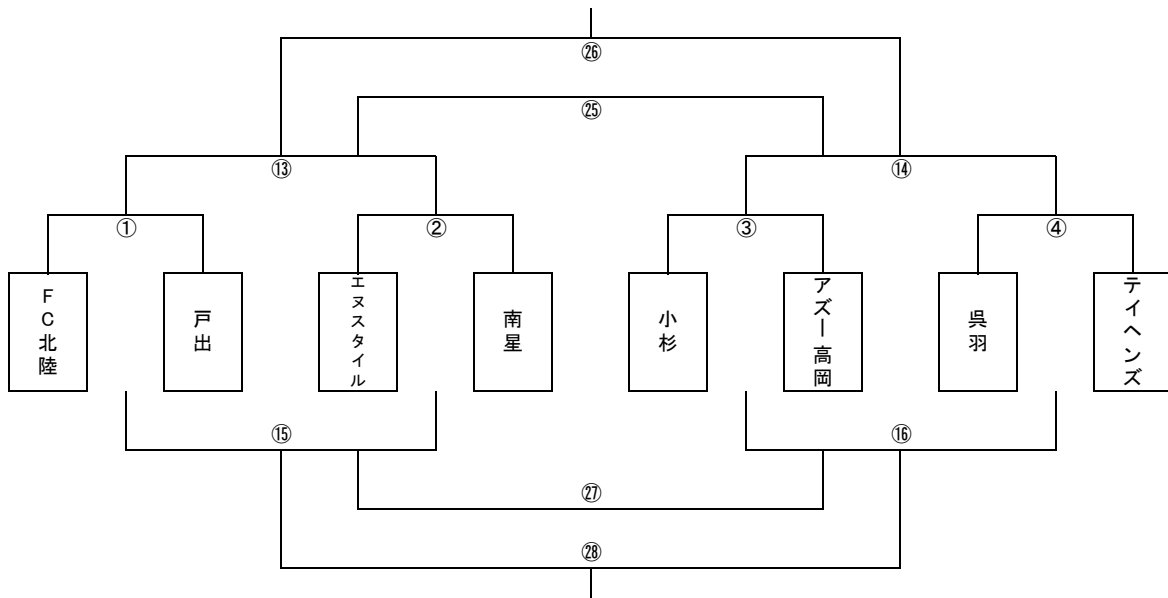 ㉖
㉕
⑬
⑭
①
②
③
④
FC北陸
戸出
エヌスタイル
南星
小杉
アズー高岡
呉羽
テイヘンズ
⑮
⑯
㉗
㉘